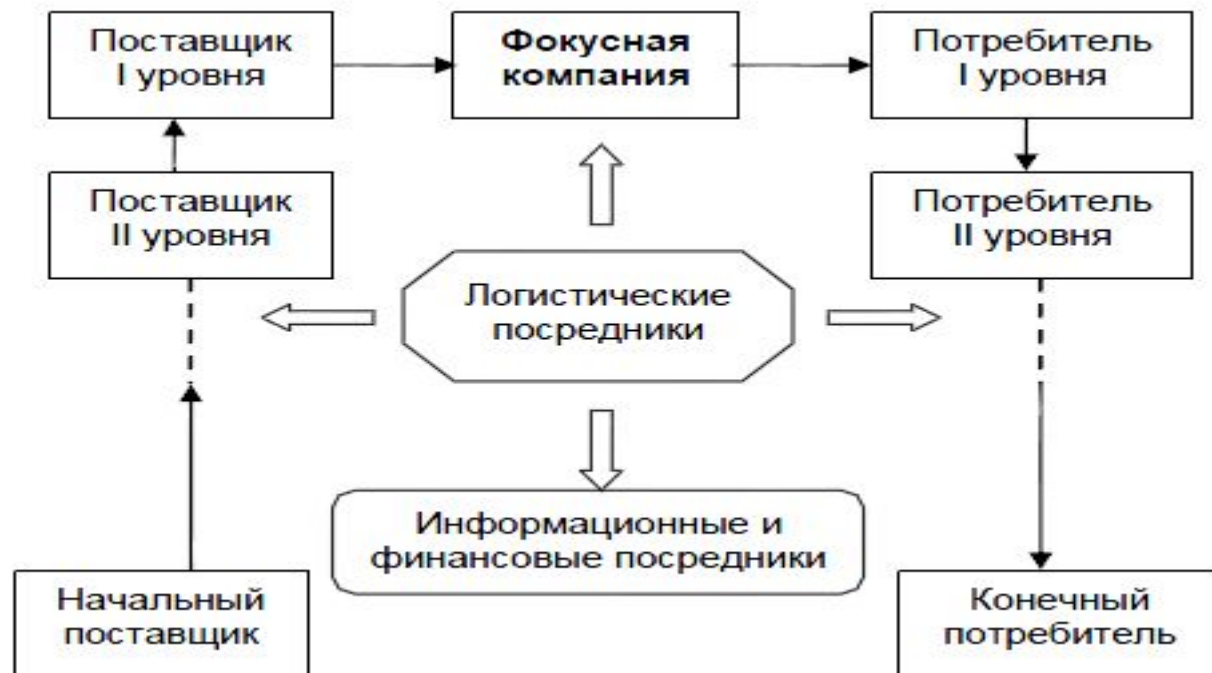 Поставщик
I уровня
Фокусная
компания
Потребитель
I уровня
Поставщик
II уровня
Потребитель
II уровня
Логистические
посредники
Информационные и
финансовые посредники
Начальный
поставщик
Конечный
потребитель